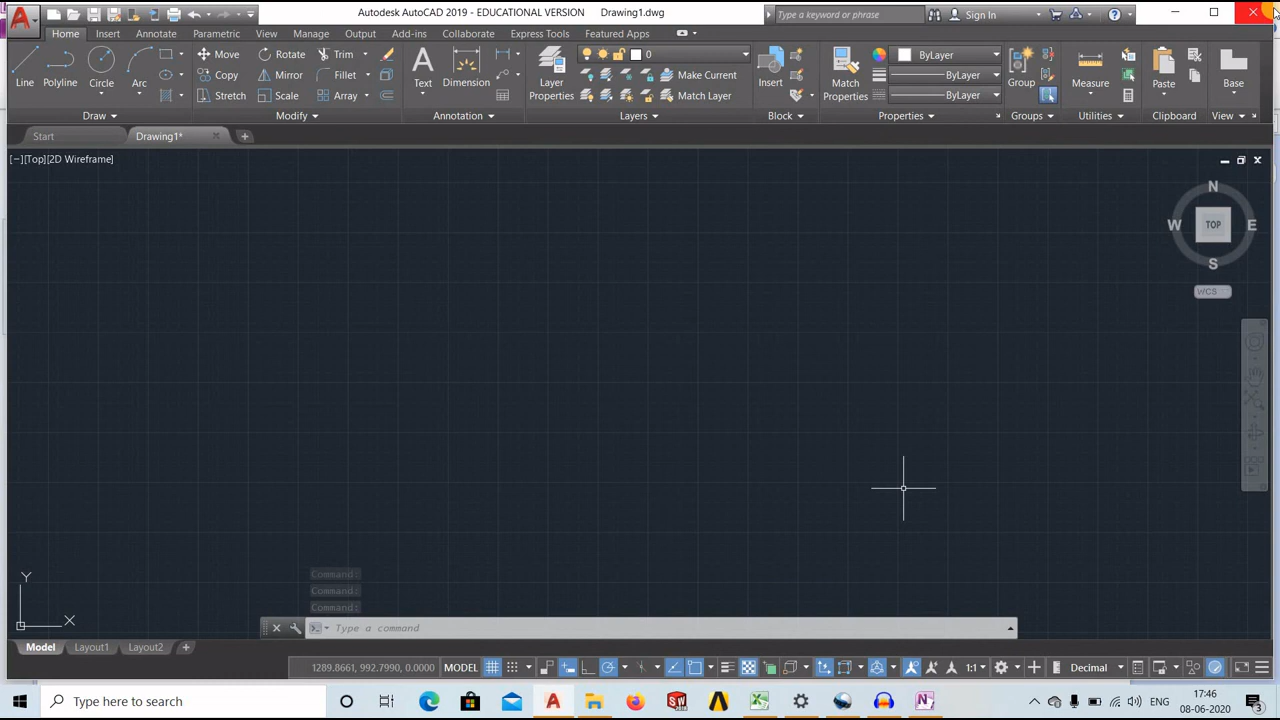 Autodesk AutoCAD 2019 - EDUCATIONAL VERSION Drawing1.dwg Type a keyword or phrase Sign In
Home Insert Annotate Parametric View Manage Output Add-ins Collaborate Express Tools Featured Apps
Line Polyline Circle Arc Move Rotate Trim Text Dimension Layer Properties 0 Insert Match Properties ByLayer Group Measure Paste Base
Copy Mirror Fillet Make Current ByLayer
Stretch Scale Array Match Layer ByLayer
Draw Modify Annotation Layers Block Properties Groups Utilities Clipboard View
Start Drawing1*
[−][Top][2D Wireframe]
N
W TOP E
S
WCS
Command:
Command:
Command:
Y
X
Type a command
Model Layout1 Layout2
1289.8661, 992.7990, 0.0000 MODEL 1:1 Decimal
Type here to search ENG 17:46
08-06-2020 3